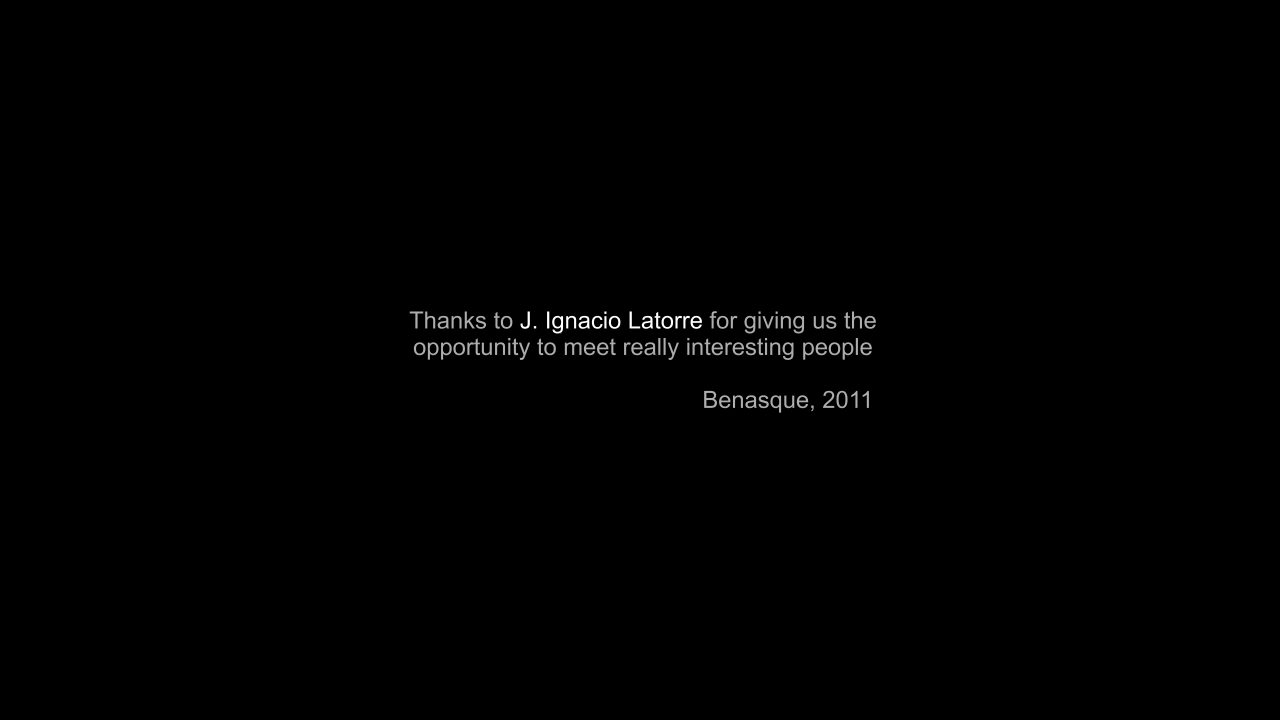 Thanks to J. Ignacio Latorre for giving us the
opportunity to meet really interesting people
Benasque, 2011